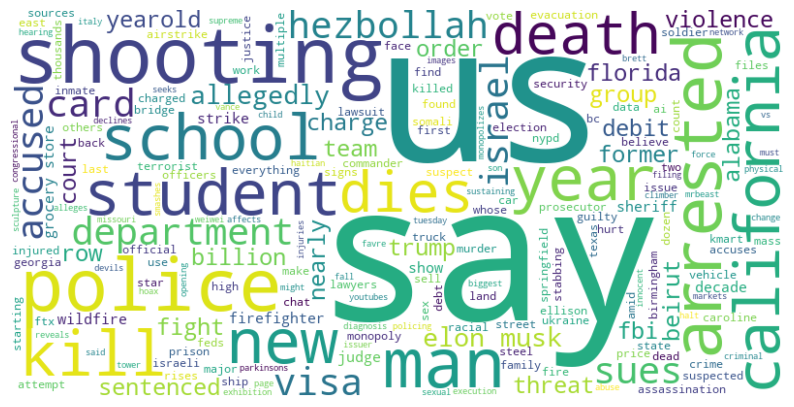 sources
italy
supreme
yearold
hezbollah
vote
evacuation
violence
hearing
east
airstrike
justice
multiple
soldier
network
death
thousands
shooting
us
california
inmate
face
order
images
brett
work
find
florida
congressional
accused
card
allegedly
charged
killed
security
files
bridge
lawsuit
found
group
arrested
alabama
declines
seeks
vance
strike
data
ai
others
child
somali
election
bc
count
vs
back
school
charge
first
nypd
believe
must
court
team
israel
monopolizes
debit
force
physical
last
terrorist
commander
haitian
son
former
two
filing
sculpture
grocery store
officers
everything
signs
suspect
year
issue
climber
mrbeast
student
dies
sustaining
car
prosecutor
sheriff
alleges
missouri
smashes
weiwei
affects
whose
guilty
dozen
change
department
tuesday
texas
hurt
kmart
mass
injured
official
injuries
say
favre
trump
truck
murder
stabbing
accuses
georgia
row
billion
nearly
springfield
birmingham
vehicle
police
devils
use
make
fall
show
biggest
amid
beirut
decade
star
opening
high
might
lawyers
sell
youtubes
innocent
markets
starting
hoax
chat
sex
land
ellison
caroline
ftx
wildfire
fight
firefighter
diagnosis
policing
debt
racial
street
ukraine
fbi
halt
reveals
feds
monopoly
issuer
elon musk
price
state
kill
said
prison
new
judge
man
steel
dead
criminal
tower
israeli
major
parkinsons
family
fire
sues
crime
suspected
rises
ship
page
visa
threat
abuse
attempt
sentenced
exhibition
sexual
execution
assassination